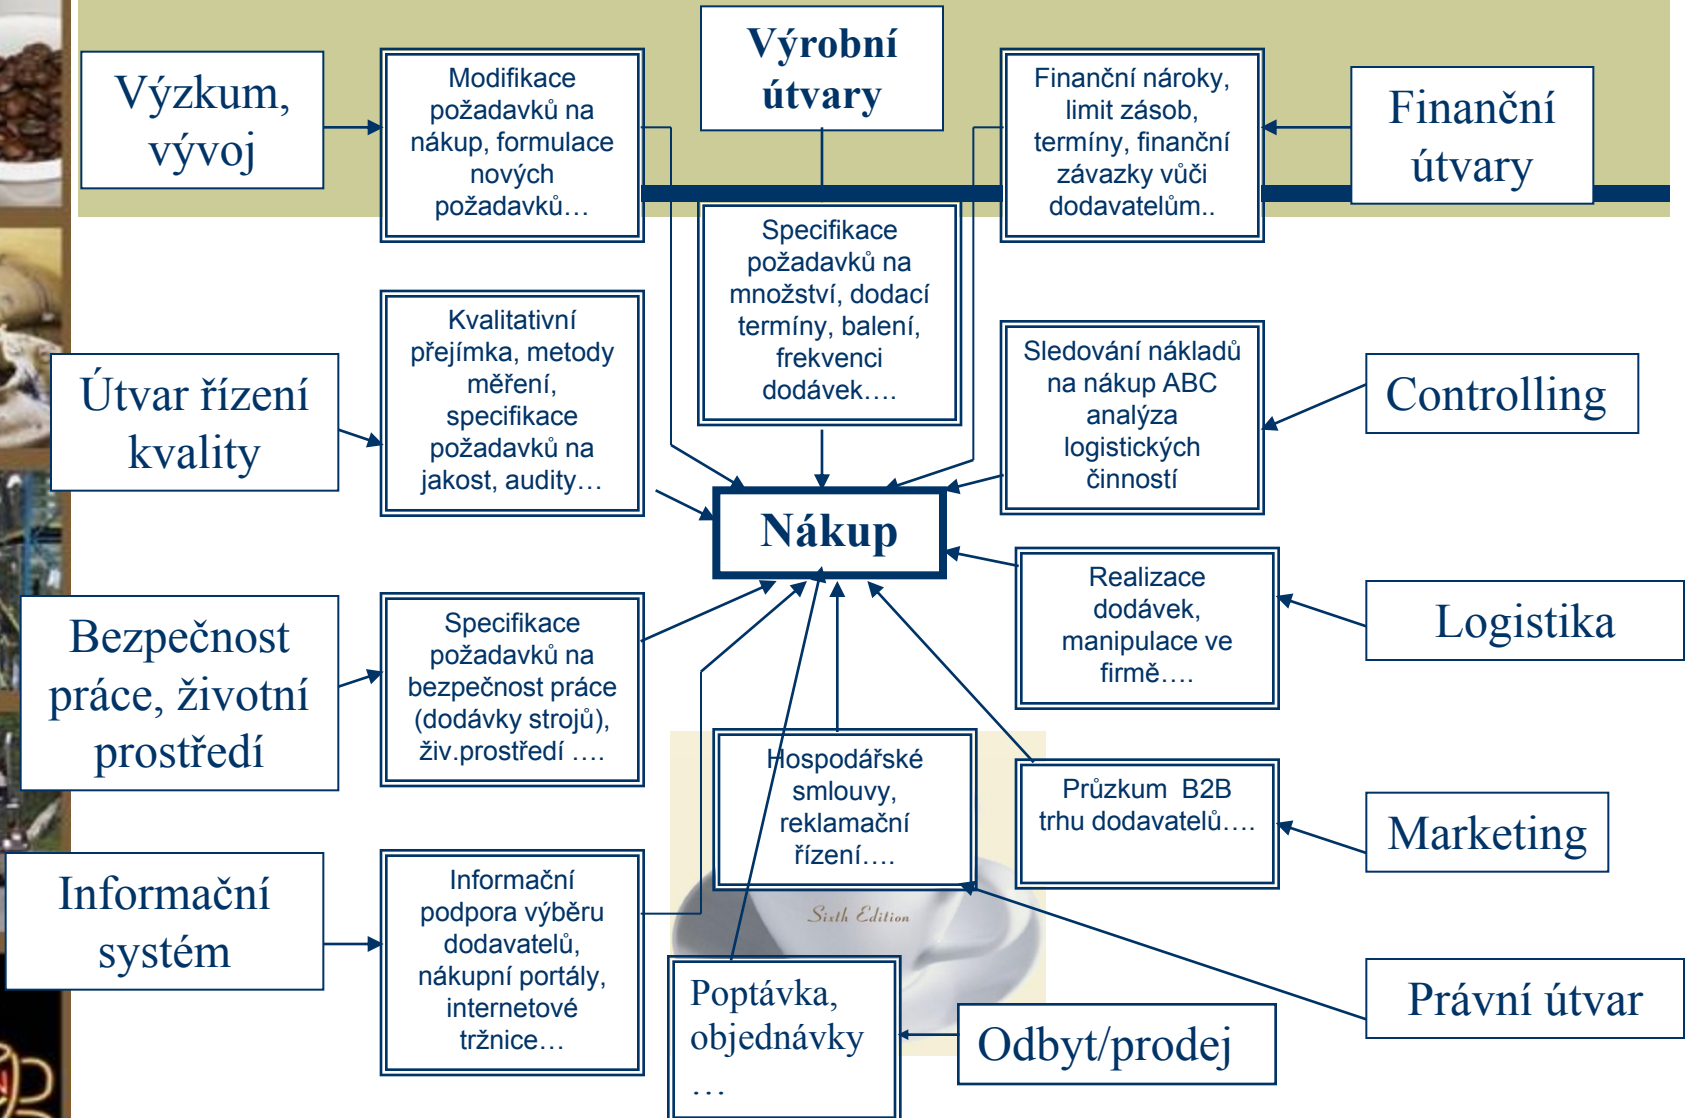 Výrobní
útvary
Výzkum,
vývoj
Modifikace
požadavků na
nákup, formulace
nových
požadavků…
Finanční nároky,
limit zásob,
termíny, finanční
závazky vůči
dodavatelům..
Finanční
útvary
Specifikace
požadavků na
množství, dodací
termíny, balení,
frekvenci
dodávek….
Útvar řízení
kvality
Kvalitativní
přejímka, metody
měření,
specifikace
požadavků na
jakost, audity…
Sledování nákladů
na nákup ABC
analýza
logistických
činností
Controlling
Nákup
Bezpečnost
práce, životní
prostředí
Specifikace
požadavků na
bezpečnost práce
(dodávky strojů),
živ.prostředí ….
Realizace
dodávek,
manipulace ve
firmě….
Logistika
Hospodářské
smlouvy,
reklamační
řízení….
Průzkum  B2B
trhu dodavatelů….
Marketing
Informační
systém
Informační
podpora výběru
dodavatelů,
nákupní portály,
internetové
tržnice…
Sixth Edition
Poptávka,
objednávky
…
Odbyt/prodej
Právní útvar